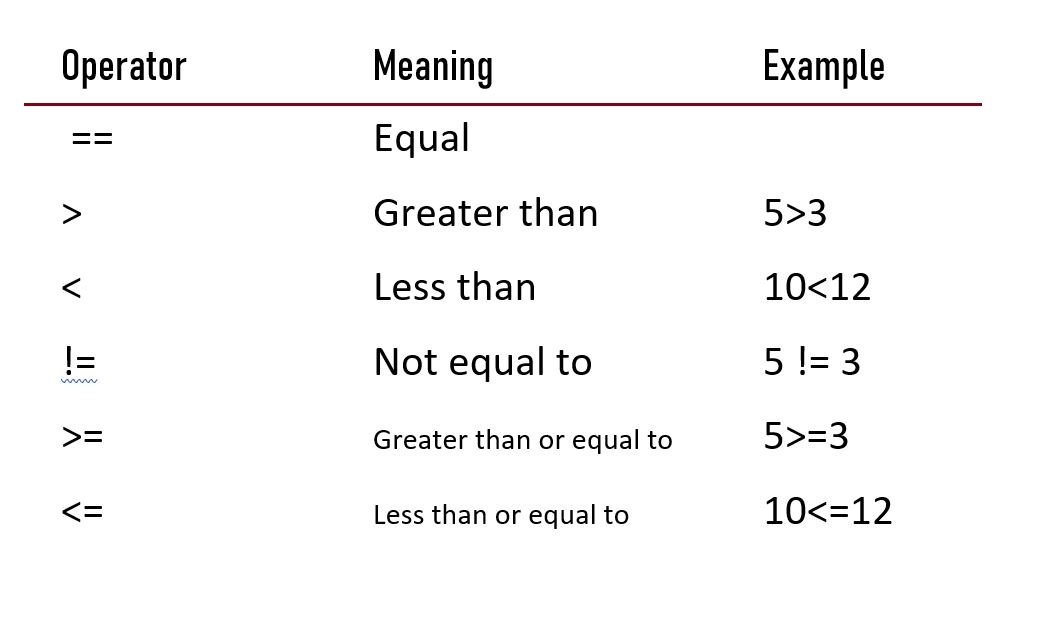 Operator Meaning Example
== Equal
> Greater than 5>3
< Less than 10<12
!= Not equal to 5 != 3
>= Greater than or equal to 5>=3
<= Less than or equal to 10<=12